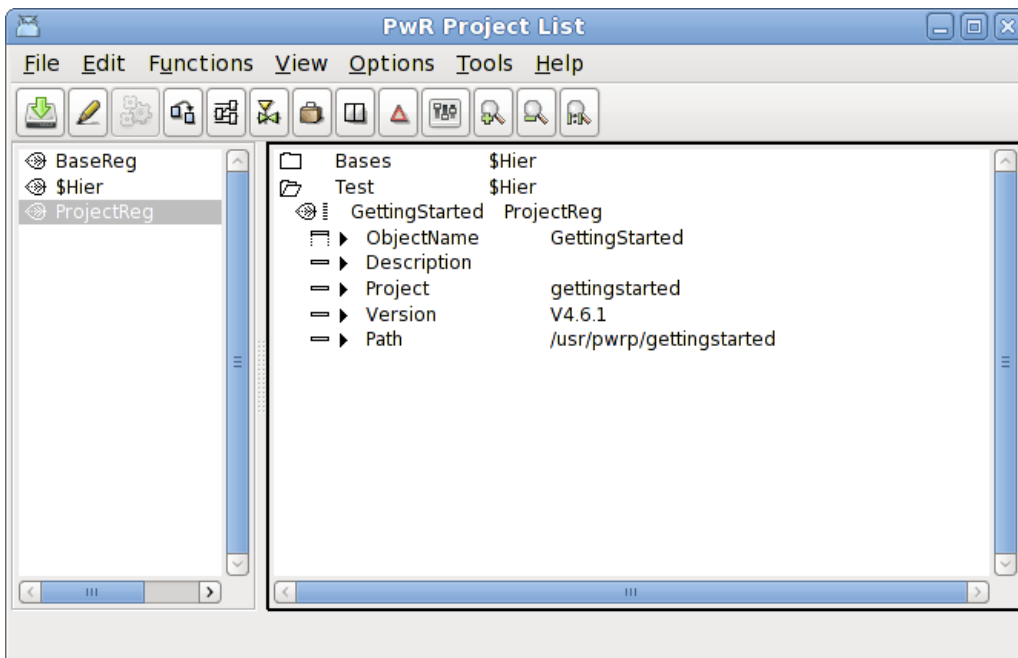 PwR Project List
File Edit Functions View Options Tools Help
BaseReg
$Hier
ProjectReg
Bases $Hier
Test $Hier
GettingStarted ProjectReg
ObjectName GettingStarted
Description
Project gettingstarted
Version V4.6.1
Path /usr/pwrp/gettingstarted